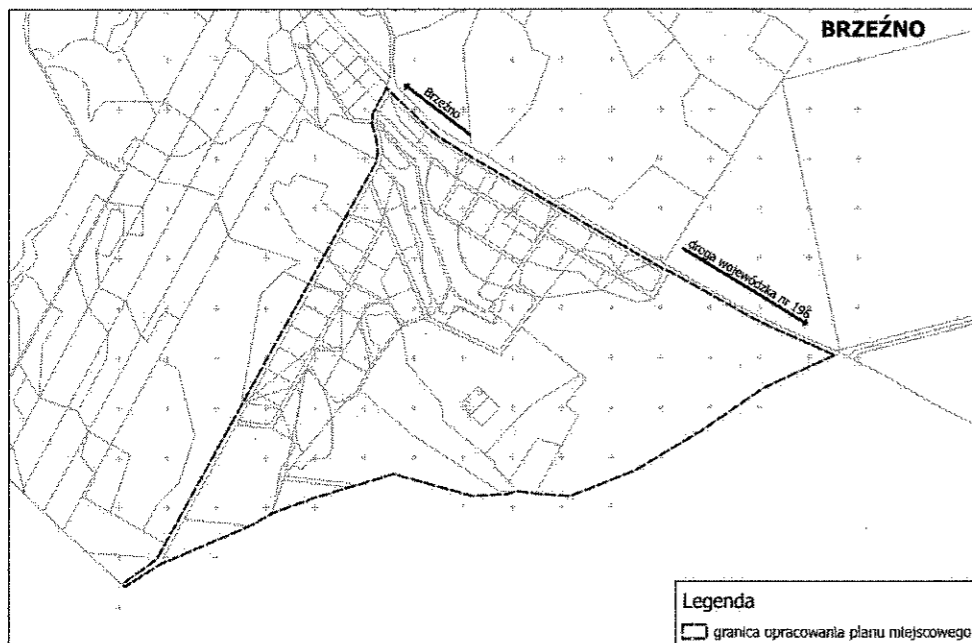 BRZEŹNO
Brzeźno
droga wojewódzka nr 196
Legenda
granica opracowania planu miejscowego